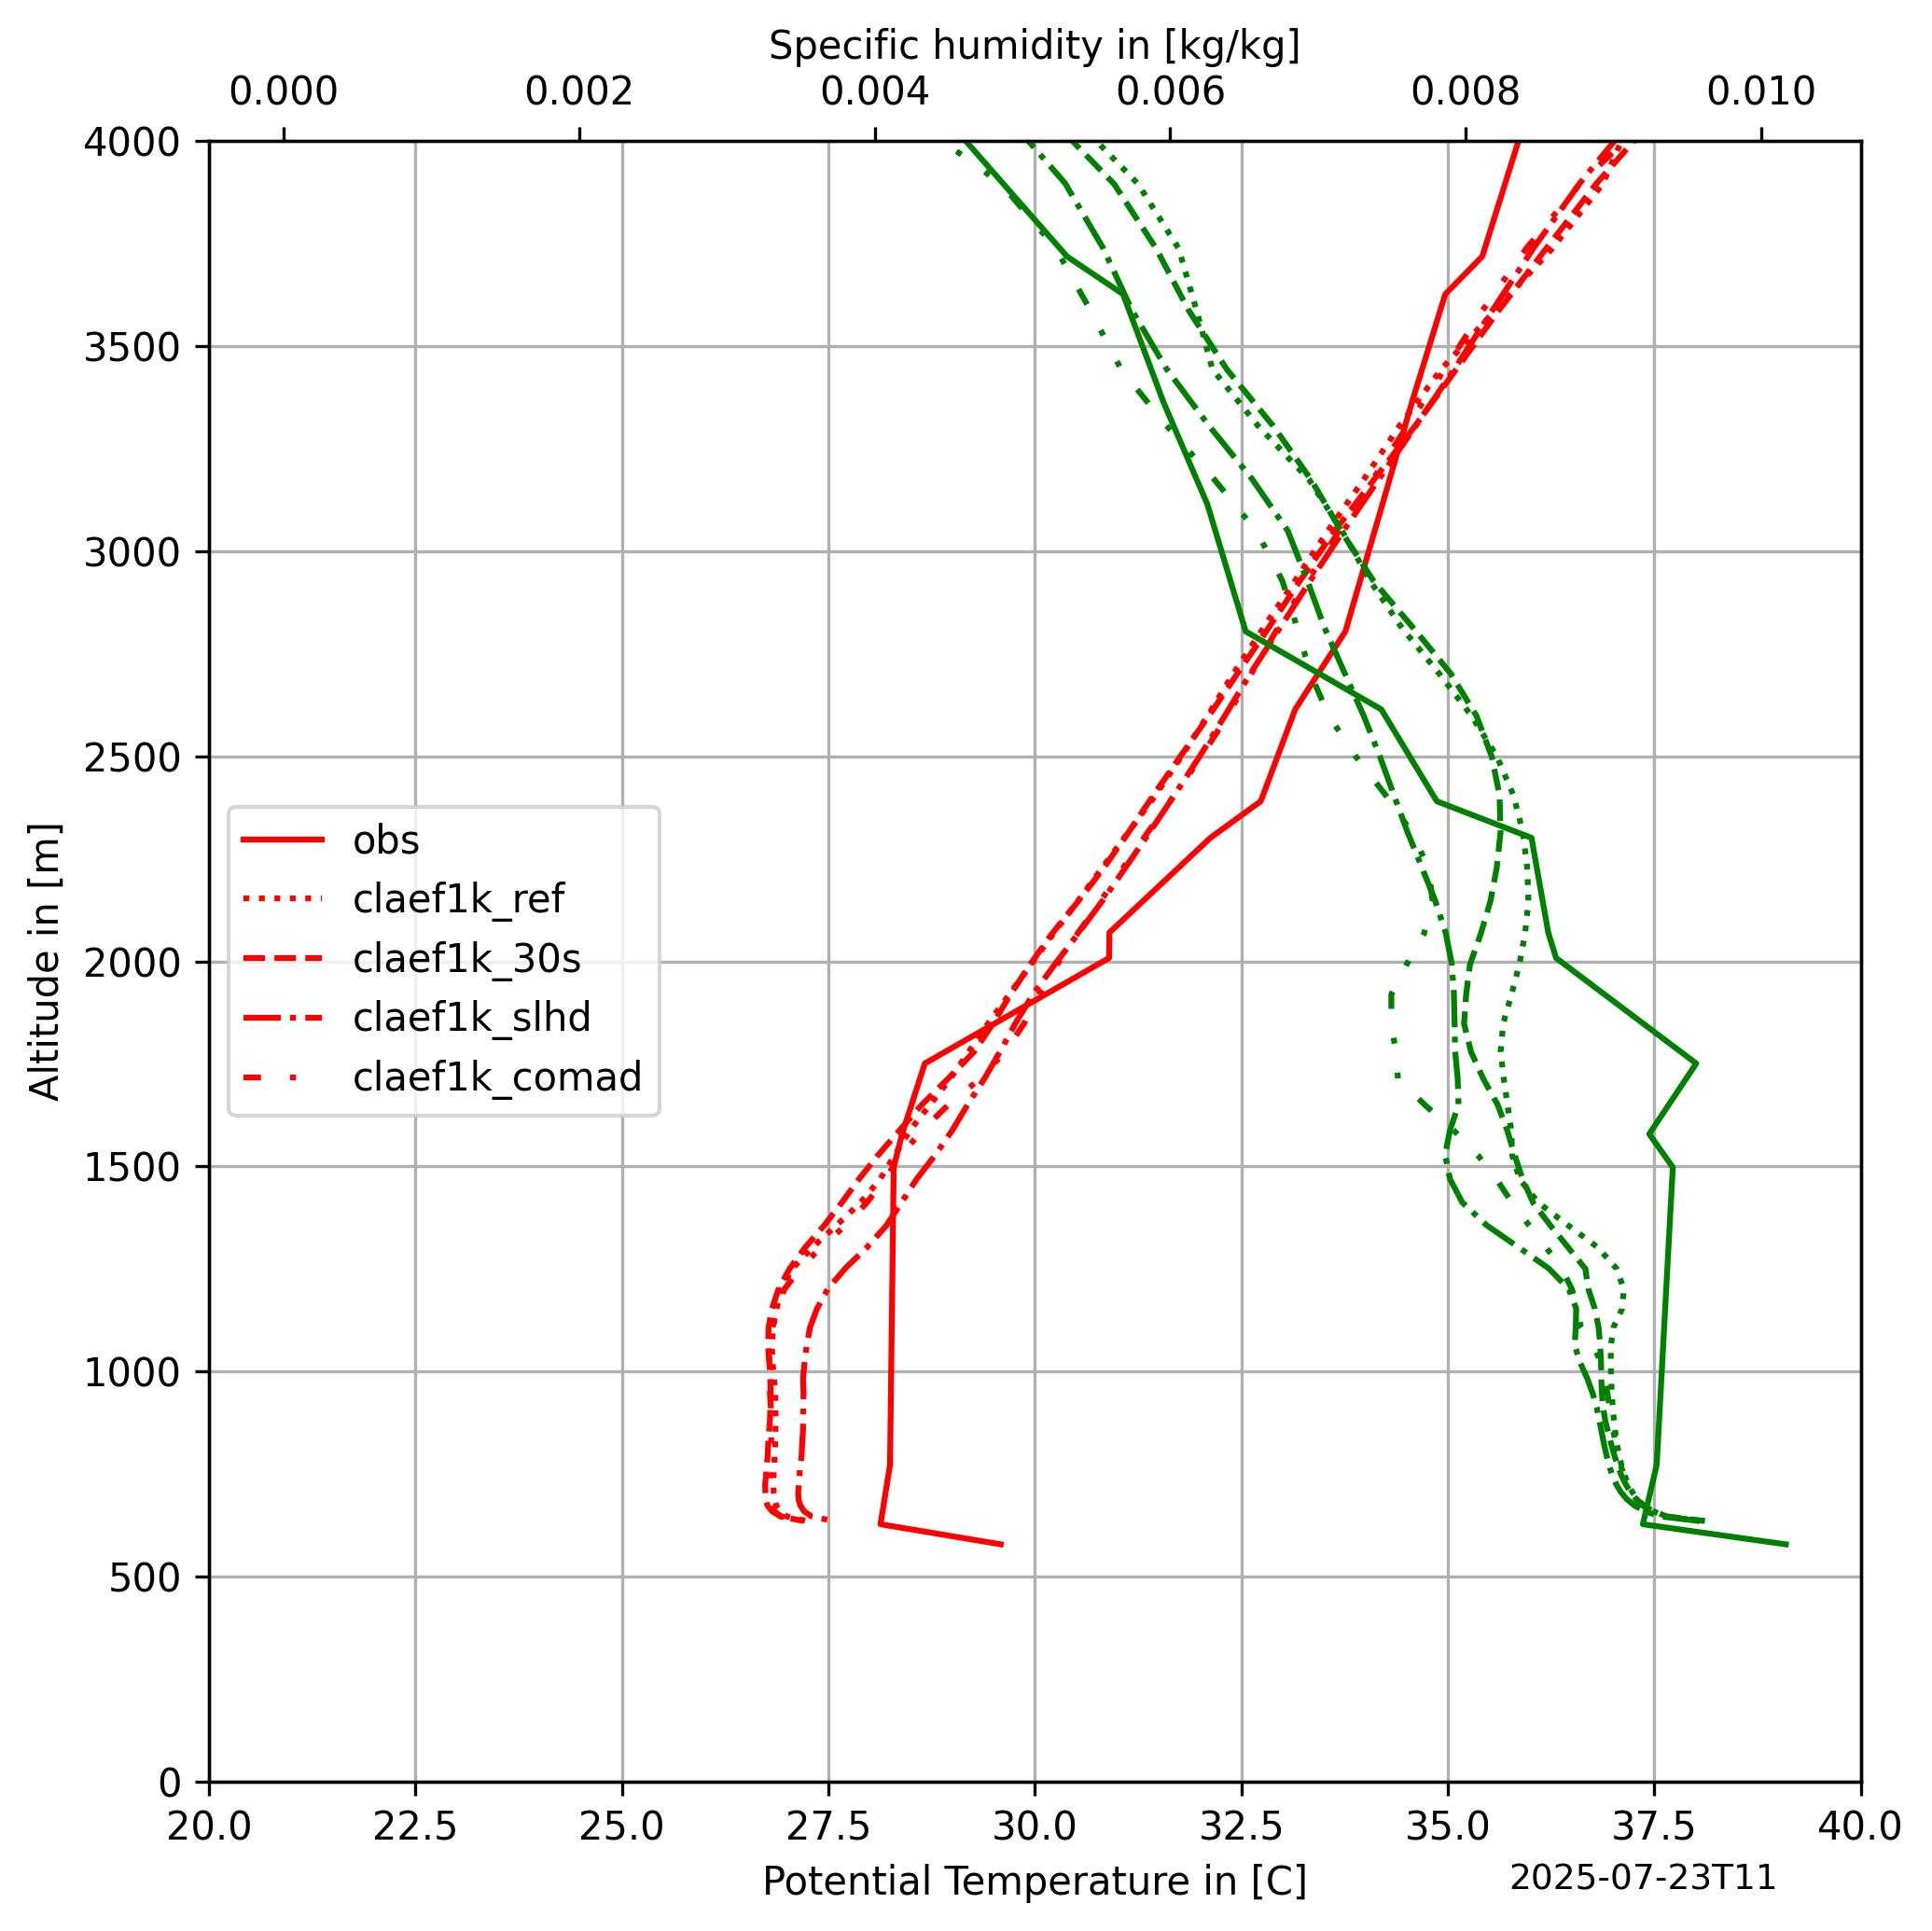 Specific humidity in [kg/kg]
0.000 0.002 0.004 0.006 0.008 0.010
4000
3500
3000
2500
2000
1500
1000
500
0
Altitude in [m]
obs
claef1k_ref
claef1k_30s
claef1k_slhd
claef1k_comad
20.0 22.5 25.0 27.5 30.0 32.5 35.0 37.5 40.0
Potential Temperature in [C]
2025-07-23T11